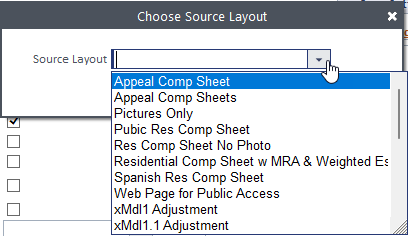 Choose Source Layout
Source Layout
Appeal Comp Sheet
Appeal Comp Sheets
Pictures Only
Pubic Res Comp Sheet
Res Comp Sheet No Photo
Residential Comp Sheet w MRA & Weighted Es
Spanish Res Comp Sheet
Web Page for Public Access
xMdl1 Adjustment
xMdl1.1 Adjustment